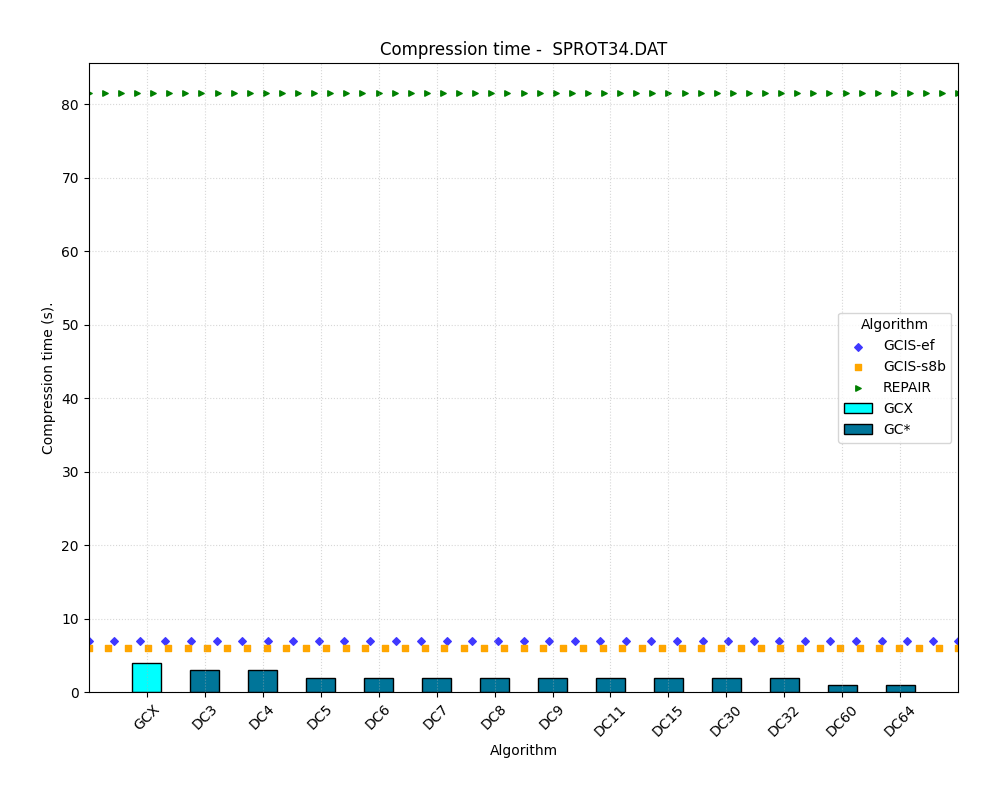 Compression time -  SPROT34.DAT
Compression time (s).
80
70
60
50
40
30
20
10
0
Algorithm
GCIS-ef
GCIS-s8b
REPAIR
GCX
GC*
GCX
DC3
DC4
DC5
DC6
DC7
DC8
DC9
DC11
DC15
DC30
DC32
DC60
DC64
Algorithm